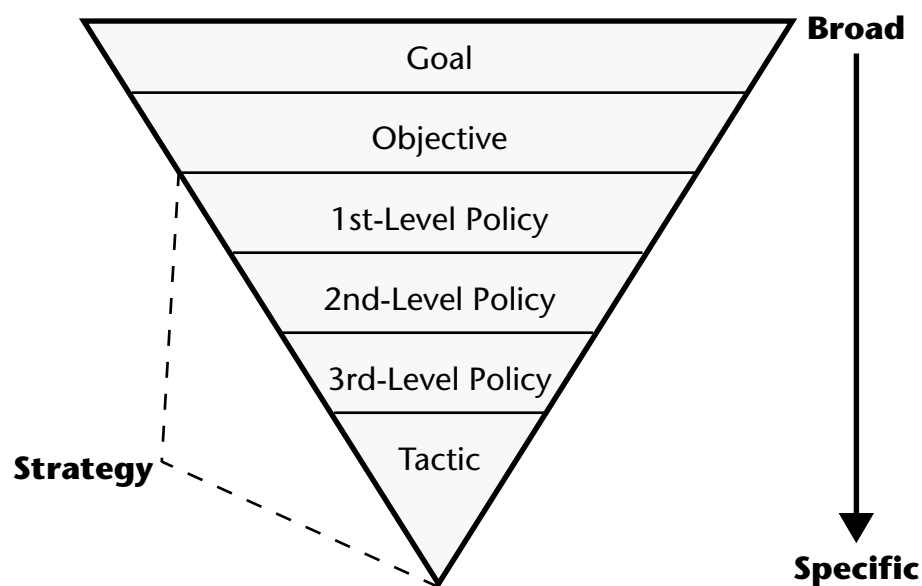 Broad
Goal
Objective
1st-Level Policy
2nd-Level Policy
3rd-Level Policy
Tactic
Strategy
Specific